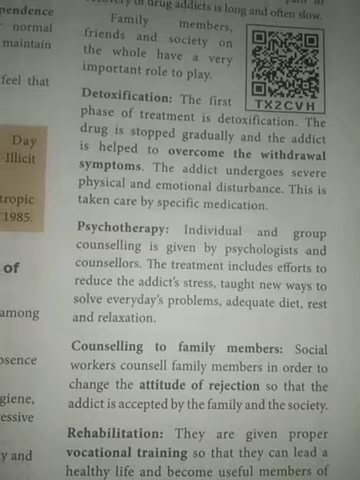 pendence
normal
maintain
feel that
Day
Illicit
tropic
1985.
of
among
osence
giene,
essive
y and
of drug addicts is long and often slow.
Family members,
friends and society on
the whole have a very
important role to play.
TX2CVH
Detoxification: The first
phase of treatment is detoxification. The
drug is stopped gradually and the addict
is helped to overcome the withdrawal
symptoms. The addict undergoes severe
physical and emotional disturbance. This is
taken care by specific medication.
Psychotherapy: Individual and group
counselling is given by psychologists and
counsellors. The treatment includes efforts to
reduce the addict's stress, taught new ways to
solve everyday's problems, adequate diet, rest
and relaxation.
Counselling to family members: Social
workers counsell family members in order to
change the attitude of rejection so that the
addict is accepted by the family and the society.
Rehabilitation: They are given proper
vocational training so that they can lead a
healthy life and become useful members of